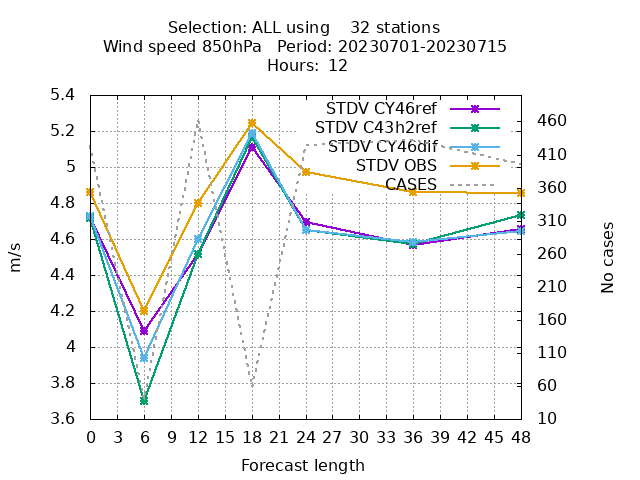 Selection: ALL using    32 stations
Wind speed 850hPa   Period: 20230701-20230715
Hours:  12
STDV CY46ref
STDV C43h2ref
STDV CY46dif
STDV OBS
CASES
5.4
5.2
5
4.8
4.6
4.4
4.2
4
3.8
3.6
m/s
460
410
360
310
260
210
160
110
60
10
No cases
0 3 6 9 12 15 18 21 24 27 30 33 36 39 42 45 48
Forecast length